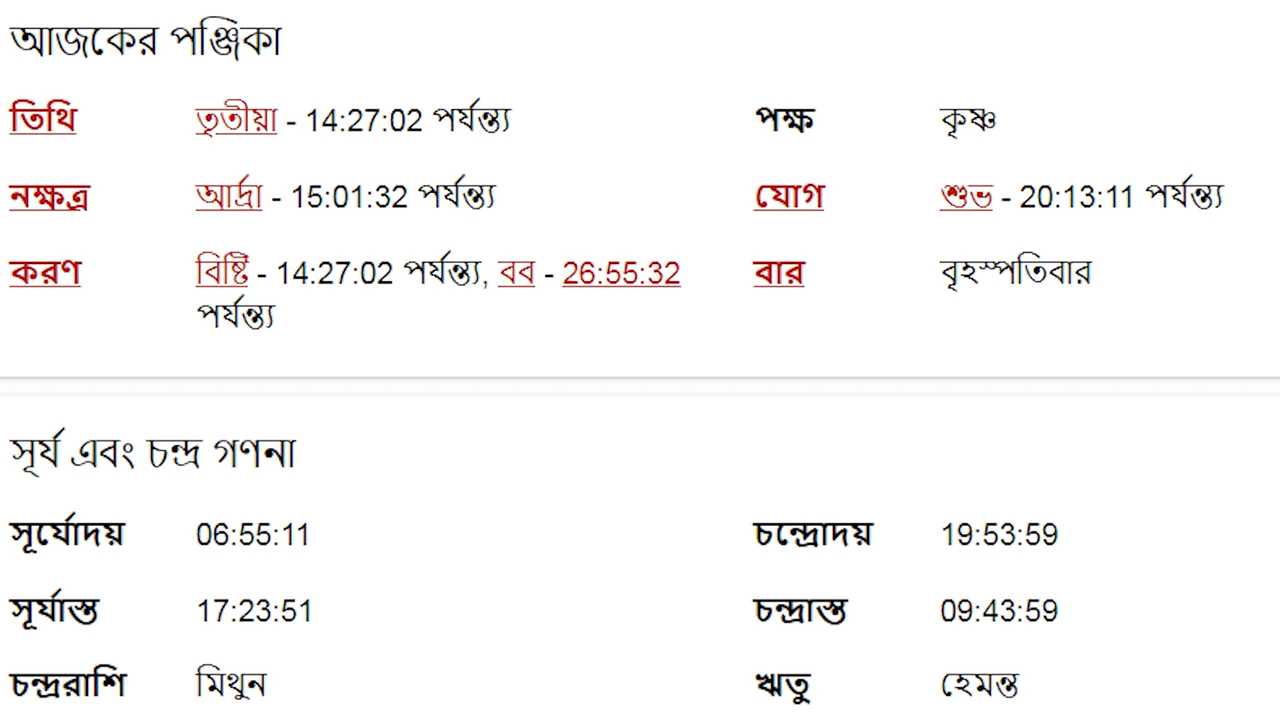 আজকের পঞ্জিকা
তিথি তৃতীয়া - 14:27:02 পর্যন্ত্য পক্ষ কৃষ্ণ
নক্ষত্র আর্দ্রা - 15:01:32 পর্যন্ত্য যোগ শুভ - 20:13:11 পর্যন্ত্য
করণ বিষ্টি - 14:27:02 পর্যন্ত্য, বব - 26:55:32 বার বৃহস্পতিবার
পর্যন্ত্য
সূর্য এবং চন্দ্র গণনা
সূর্যোদয় 06:55:11 চন্দ্রোদয় 19:53:59
সূর্যাস্ত 17:23:51 চন্দ্রাস্ত 09:43:59
চন্দ্ররাশি মিথুন ঋতু হেমন্ত